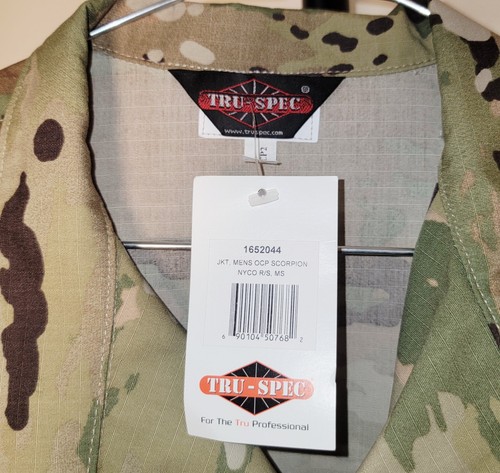 TRU-SPEC®
www.truspec.com
1652044
JKT, MENS OCP SCORPION
NYCO R/S, MS
6 90104 50768 2
TRU-SPEC
For The Tru Professional